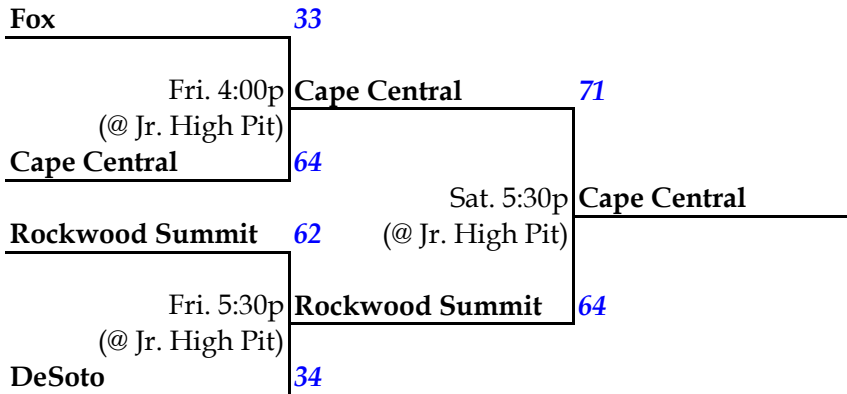 Fox 33
Fri. 4:00p Cape Central 71
(@ Jr. High Pit)
Cape Central 64
Sat. 5:30p Cape Central
Rockwood Summit 62 (@ Jr. High Pit)
Fri. 5:30p Rockwood Summit 64
(@ Jr. High Pit)
DeSoto 34